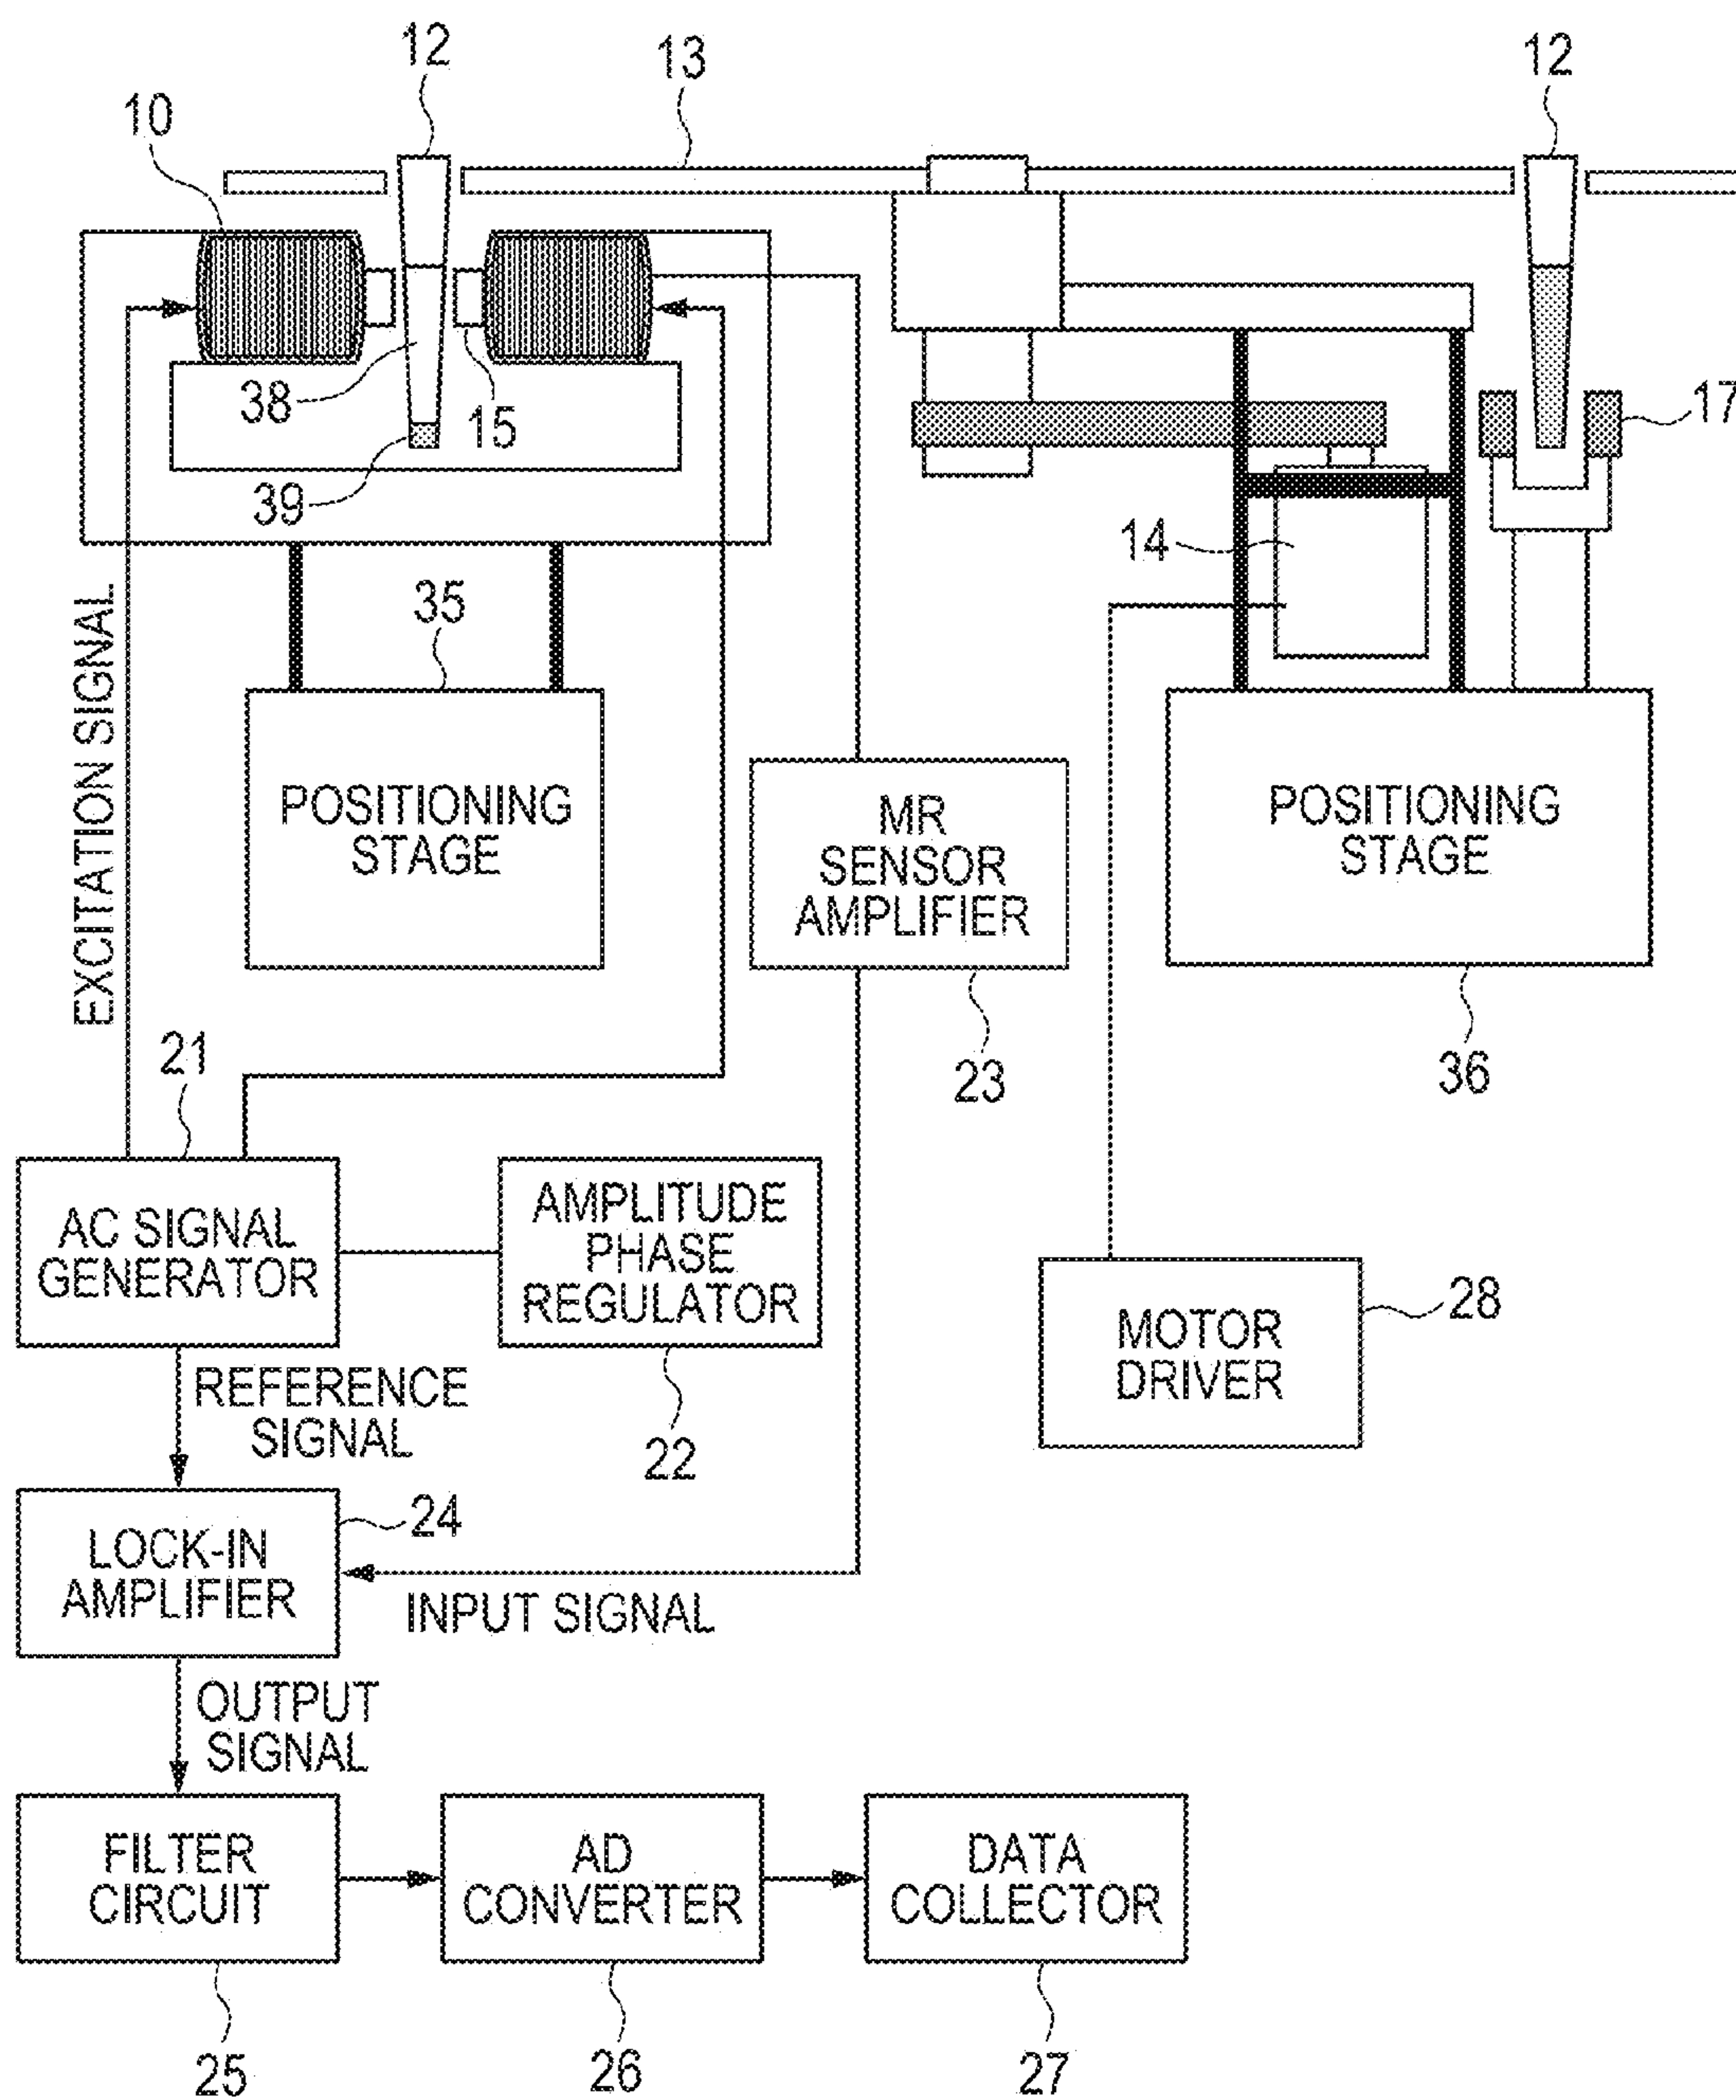 12
13
12
10
38
15
17
39
14
35
EXCITATION SIGNAL
POSITIONING
STAGE
MR
SENSOR
AMPLIFIER
POSITIONING
STAGE
21
23
36
AC SIGNAL
GENERATOR
AMPLITUDE
PHASE
REGULATOR
MOTOR
DRIVER
28
REFERENCE
SIGNAL
22
24
LOCK-IN
AMPLIFIER
INPUT SIGNAL
OUTPUT
SIGNAL
FILTER
CIRCUIT
AD
CONVERTER
DATA
COLLECTOR
25
26
27